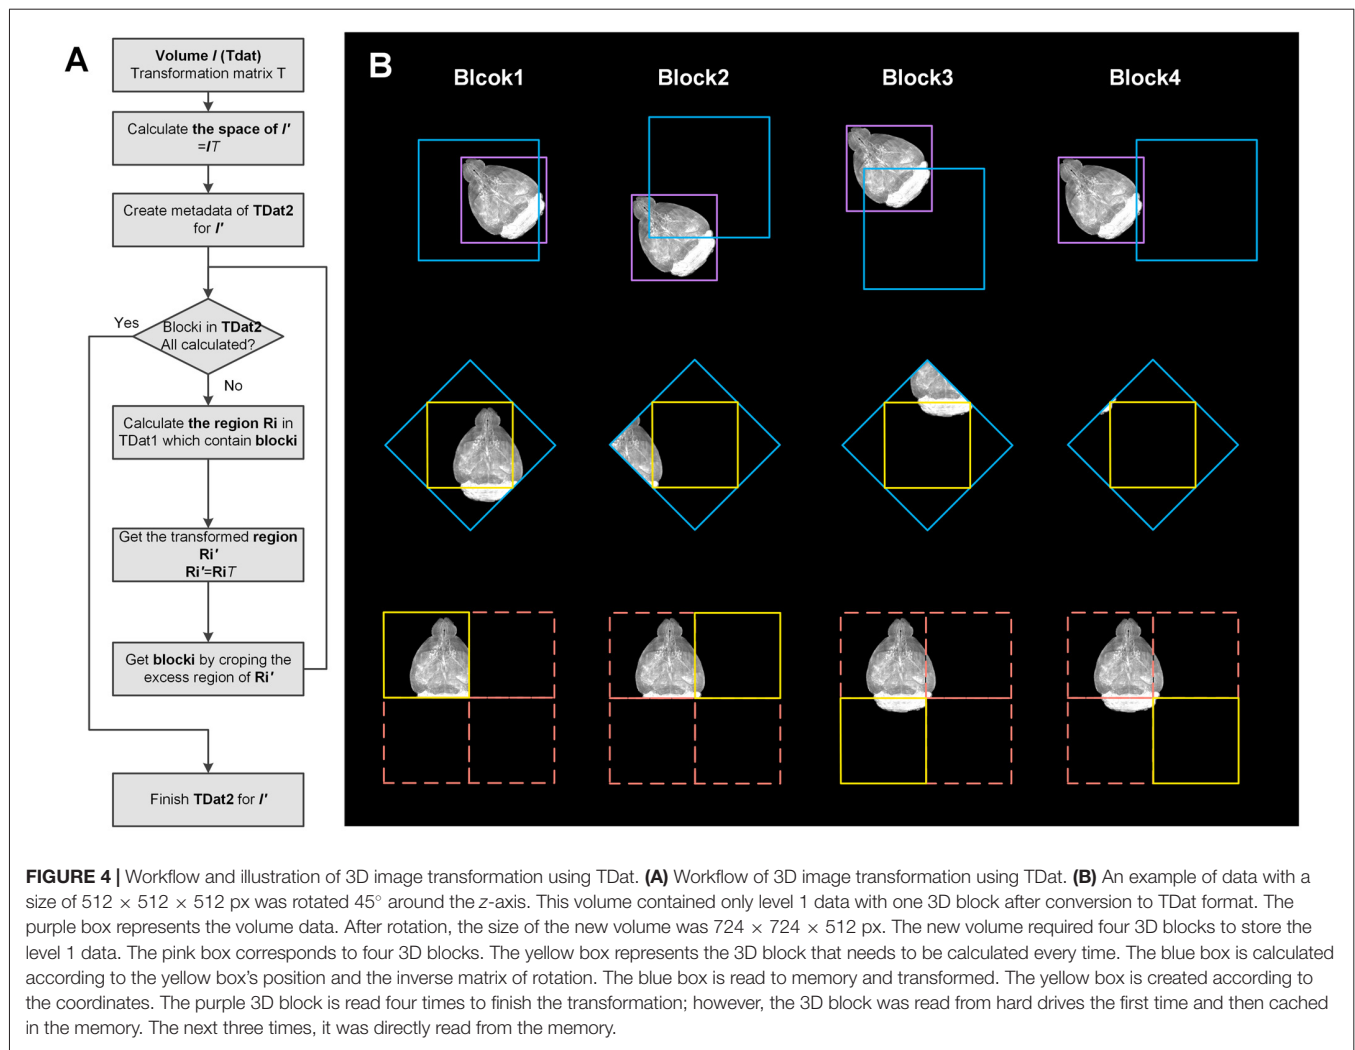 A
Volume I (Tdat)
Transformation matrix T
Calculate the space of I′
=IT
Create metadata of TDat2
for I′
Yes
Blocki in TDat2
All calculated?
No
Calculate the region Ri in
TDat1 which contain blocki
Get the transformed region
Ri′
Ri′=RiT
Get blocki by croping the
excess region of Ri′
Finish TDat2 for I′
B
Blcok1
Block2
Block3
Block4
FIGURE 4 | Workflow and illustration of 3D image transformation using TDat. (A) Workflow of 3D image transformation using TDat. (B) An example of data with a
size of 512 × 512 × 512 px was rotated 45° around the z-axis. This volume contained only level 1 data with one 3D block after conversion to TDat format. The
purple box represents the volume data. After rotation, the size of the new volume was 724 × 724 × 512 px. The new volume required four 3D blocks to store the
level 1 data. The pink box corresponds to four 3D blocks. The yellow box represents the 3D block that needs to be calculated every time. The blue box is calculated
according to the yellow box's position and the inverse matrix of rotation. The blue box is read to memory and transformed. The yellow box is created according to
the coordinates. The purple 3D block is read four times to finish the transformation; however, the 3D block was read from hard drives the first time and then cached
in the memory. The next three times, it was directly read from the memory.